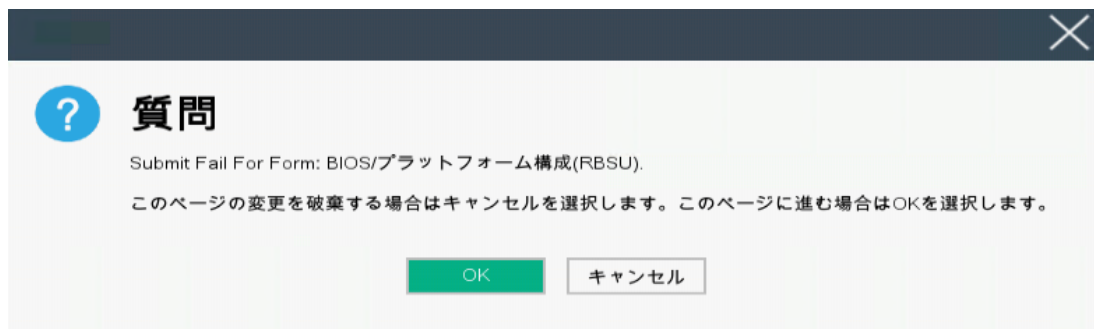 質問
Submit Fail For Form: BIOS/プラットフォーム構成(RBSU).
このページの変更を破棄する場合はキャンセルを選択します。このページに進む場合はOKを選択します。
OK
キャンセル